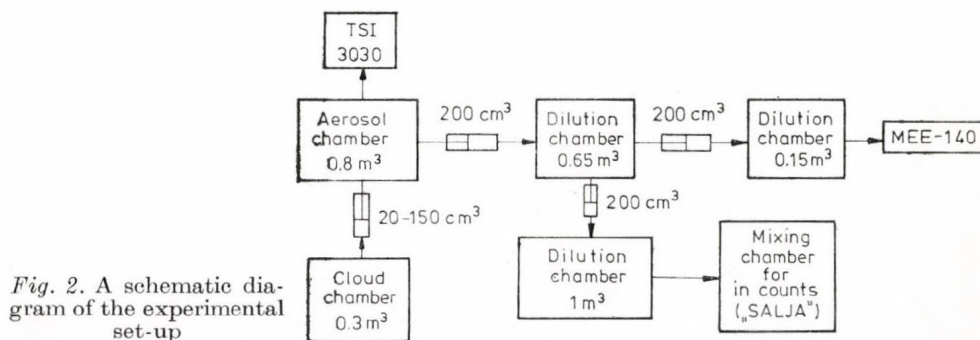 TSI
3030
Aerosol
chamber
0,8 m³
200 cm³
Dilution
chamber
0.65 m³
200 cm³
Dilution
chamber
0.15 m³
MEE-140
20-150 cm³
200 cm³
Cloud
chamber
0.3 m³
Dilution
chamber
1 m³
Mixing
chamber
for
in counts
(„SALJA")
Fig. 2. A schematic dia-
gram of the experimental
set-up